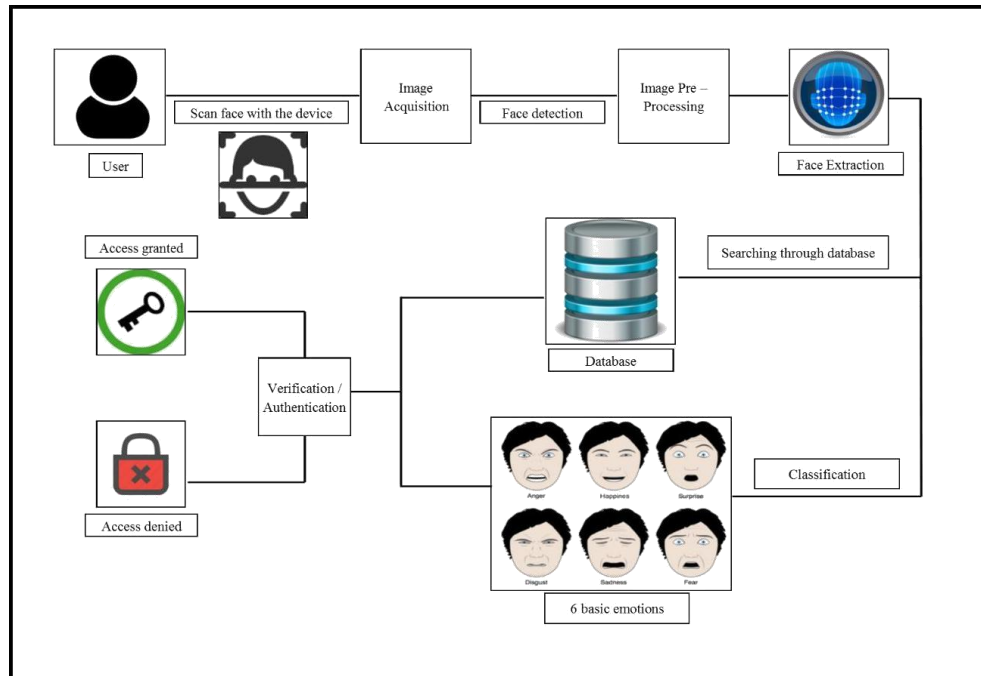 Image
Acquisition
Image Pre –
Processing
Scan face with the device
Face detection
User
Face Extraction
Access granted
Searching through database
Database
Verification /
Authentication
Classification
Anger
Happines
Surprise
Access denied
Disgust
Sadness
Fear
6 basic emotions